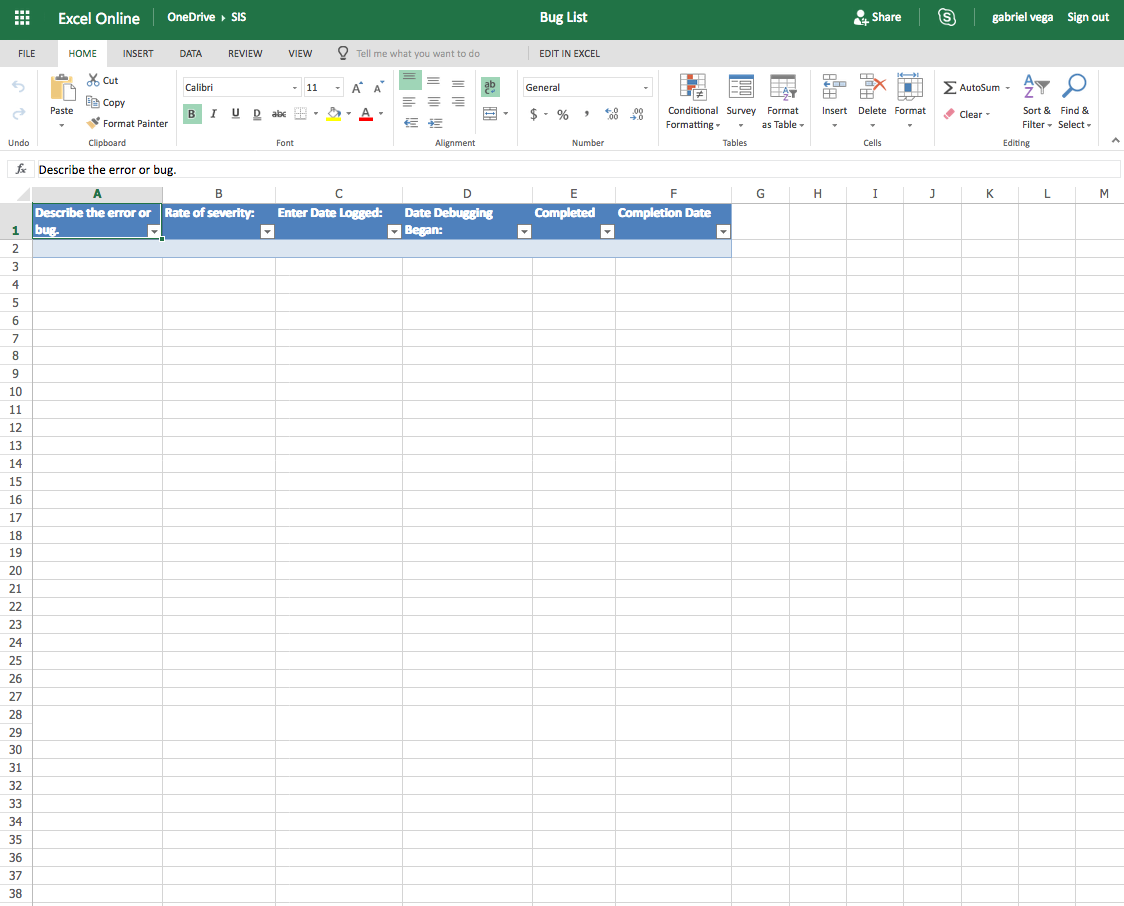 Excel Online OneDrive ▸ SIS Bug List Share gabriel vega Sign out
FILE HOME INSERT DATA REVIEW VIEW Tell me what you want to do EDIT IN EXCEL
Undo
Paste
Cut
Copy
Format Painter
Clipboard
Calibri 11
B I U D abc A
Font
ab
Alignment
General
$ % , .00 .0
Number
Conditional
Formatting
Survey
Format
as Table
Tables
Insert
Delete
Format
Cells
AutoSum
Clear
Sort &
Filter
Find &
Select
Editing
fx Describe the error or bug.
A B C D E F G H I J K L M
1
Describe the error or
bug.
Rate of severity:
Enter Date Logged:
Date Debugging
Began:
Completed
Completion Date
2
3
4
5
6
7
8
9
10
11
12
13
14
15
16
17
18
19
20
21
22
23
24
25
26
27
28
29
30
31
32
33
34
35
36
37
38